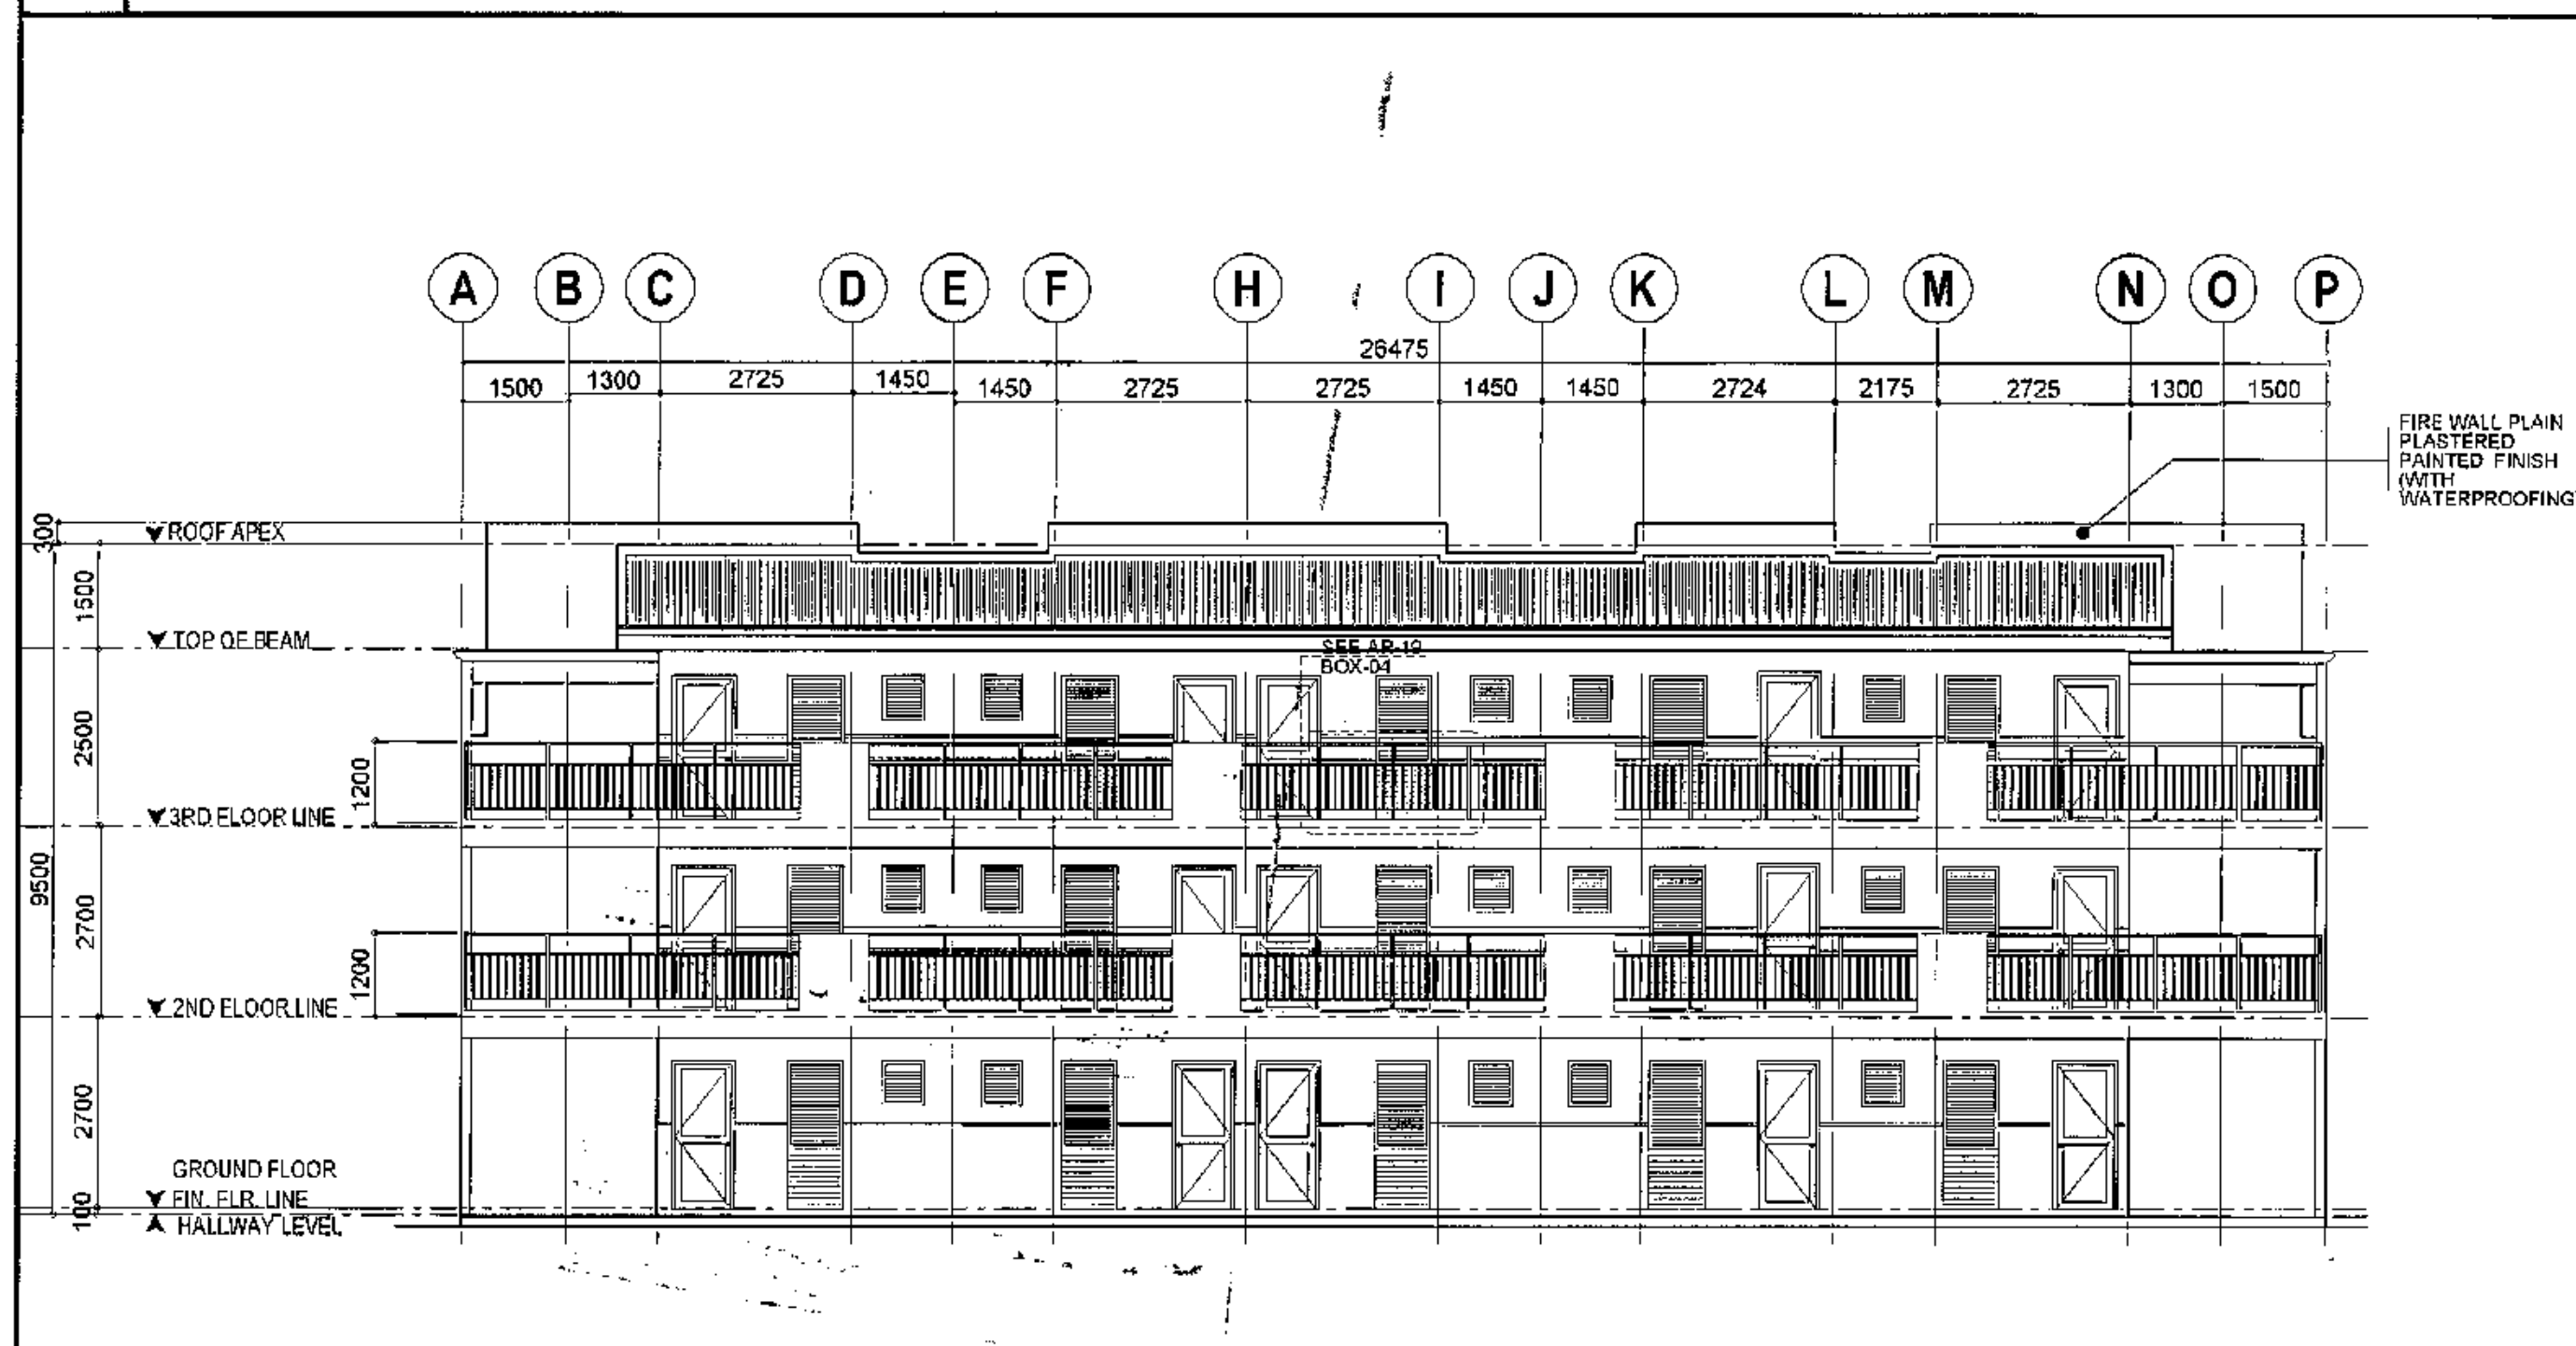 A B C D E F H I J K L M N O P
26475
1500 1300 2725 1450 1450 2725 2725 1450 1450 2724 2175 2725 1300 1500
FIRE WALL PLAIN
PLASTERED
PAINTED FINISH
(WITH
WATERPROOFING
300
ROOF APEX
1500
TOP OF BEAM
SEE AR-19
BOX-04
2500
1200
3RD FLOOR LINE
9500
2700
1200
2ND FLOOR LINE
2700
GROUND FLOOR
FIN. FLR. LINE
100
HALLWAY LEVEL